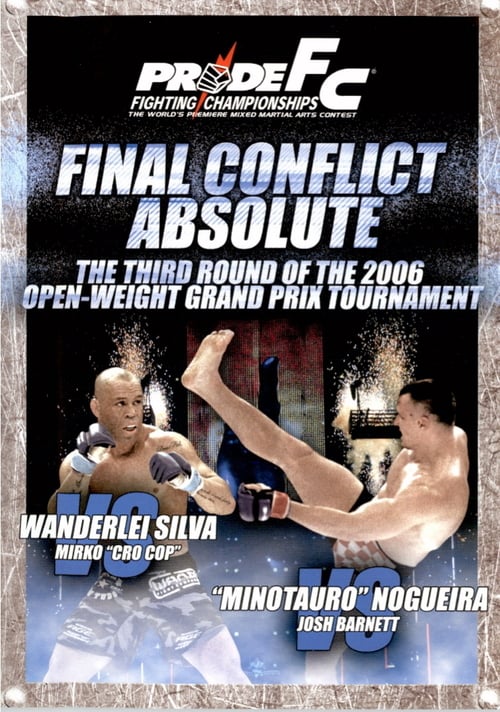 PRIDE FC
FIGHTING CHAMPIONSHIPS
THE WORLD'S PREMIERE MIXED MARTIAL ARTS CONTEST
FINAL CONFLICT
ABSOLUTE
THE THIRD ROUND OF THE 2006
OPEN-WEIGHT GRAND PRIX TOURNAMENT
VS
WANDERLEI SILVA
MIRKO "CRO COP"
VS
"MINOTAURO" NOGUEIRA
JOSH BARNETT